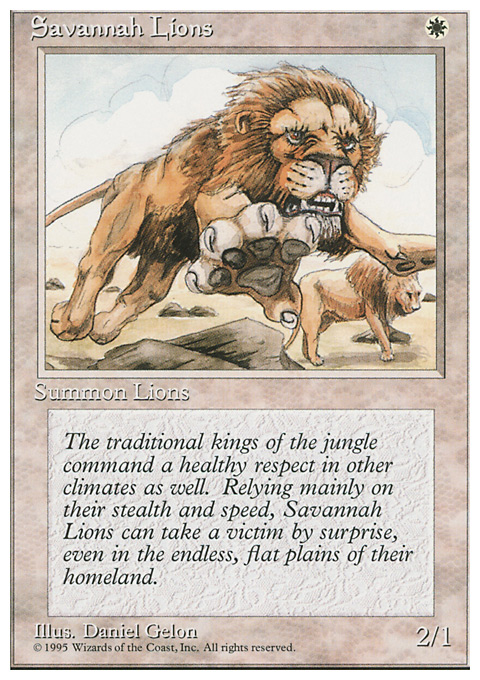 Savannah Lions
Summon Lions
The traditional kings of the jungle
command a healthy respect in other
climates as well. Relying mainly on
their stealth and speed, Savannah
Lions can take a victim by surprise,
even in the endless, flat plains of their
homeland.
Illus. Daniel Gelon
© 1995 Wizards of the Coast, Inc. All rights reserved.
2/1